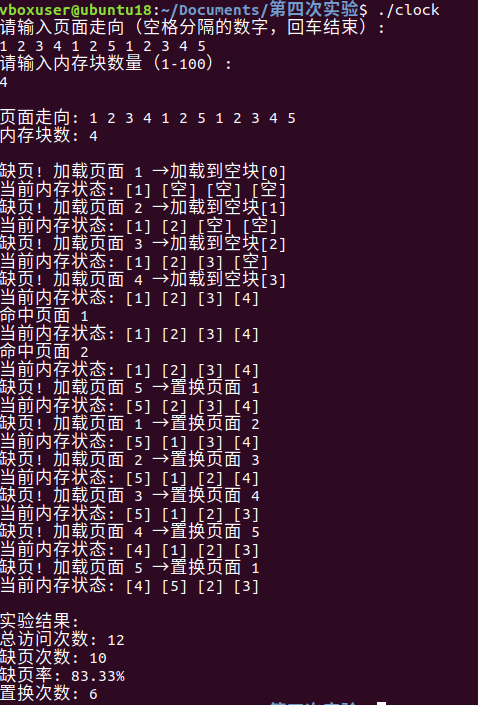 vboxuser@ubuntu18:~/Documents/第四次实验$ ./clock
请输入页面走向（空格分隔的数字，回车结束）:
1 2 3 4 1 2 5 1 2 3 4 5
请输入内存块数量（1-100）:
4
页面走向: 1 2 3 4 1 2 5 1 2 3 4 5
内存块数: 4
缺页! 加载页面 1 →加载到空块[0]
当前内存状态: [1] [空] [空] [空]
缺页! 加载页面 2 →加载到空块[1]
当前内存状态: [1] [2] [空] [空]
缺页! 加载页面 3 →加载到空块[2]
当前内存状态: [1] [2] [3] [空]
缺页! 加载页面 4 →加载到空块[3]
当前内存状态: [1] [2] [3] [4]
命中页面 1
当前内存状态: [1] [2] [3] [4]
命中页面 2
当前内存状态: [1] [2] [3] [4]
缺页! 加载页面 5 →置换页面 1
当前内存状态: [5] [2] [3] [4]
缺页! 加载页面 1 →置换页面 2
当前内存状态: [5] [1] [3] [4]
缺页! 加载页面 2 →置换页面 3
当前内存状态: [5] [1] [2] [4]
缺页! 加载页面 3 →置换页面 4
当前内存状态: [5] [1] [2] [3]
缺页! 加载页面 4 →置换页面 5
当前内存状态: [4] [1] [2] [3]
缺页! 加载页面 5 →置换页面 1
当前内存状态: [4] [5] [2] [3]
实验结果:
总访问次数: 12
缺页次数: 10
缺页率: 83.33%
置换次数: 6